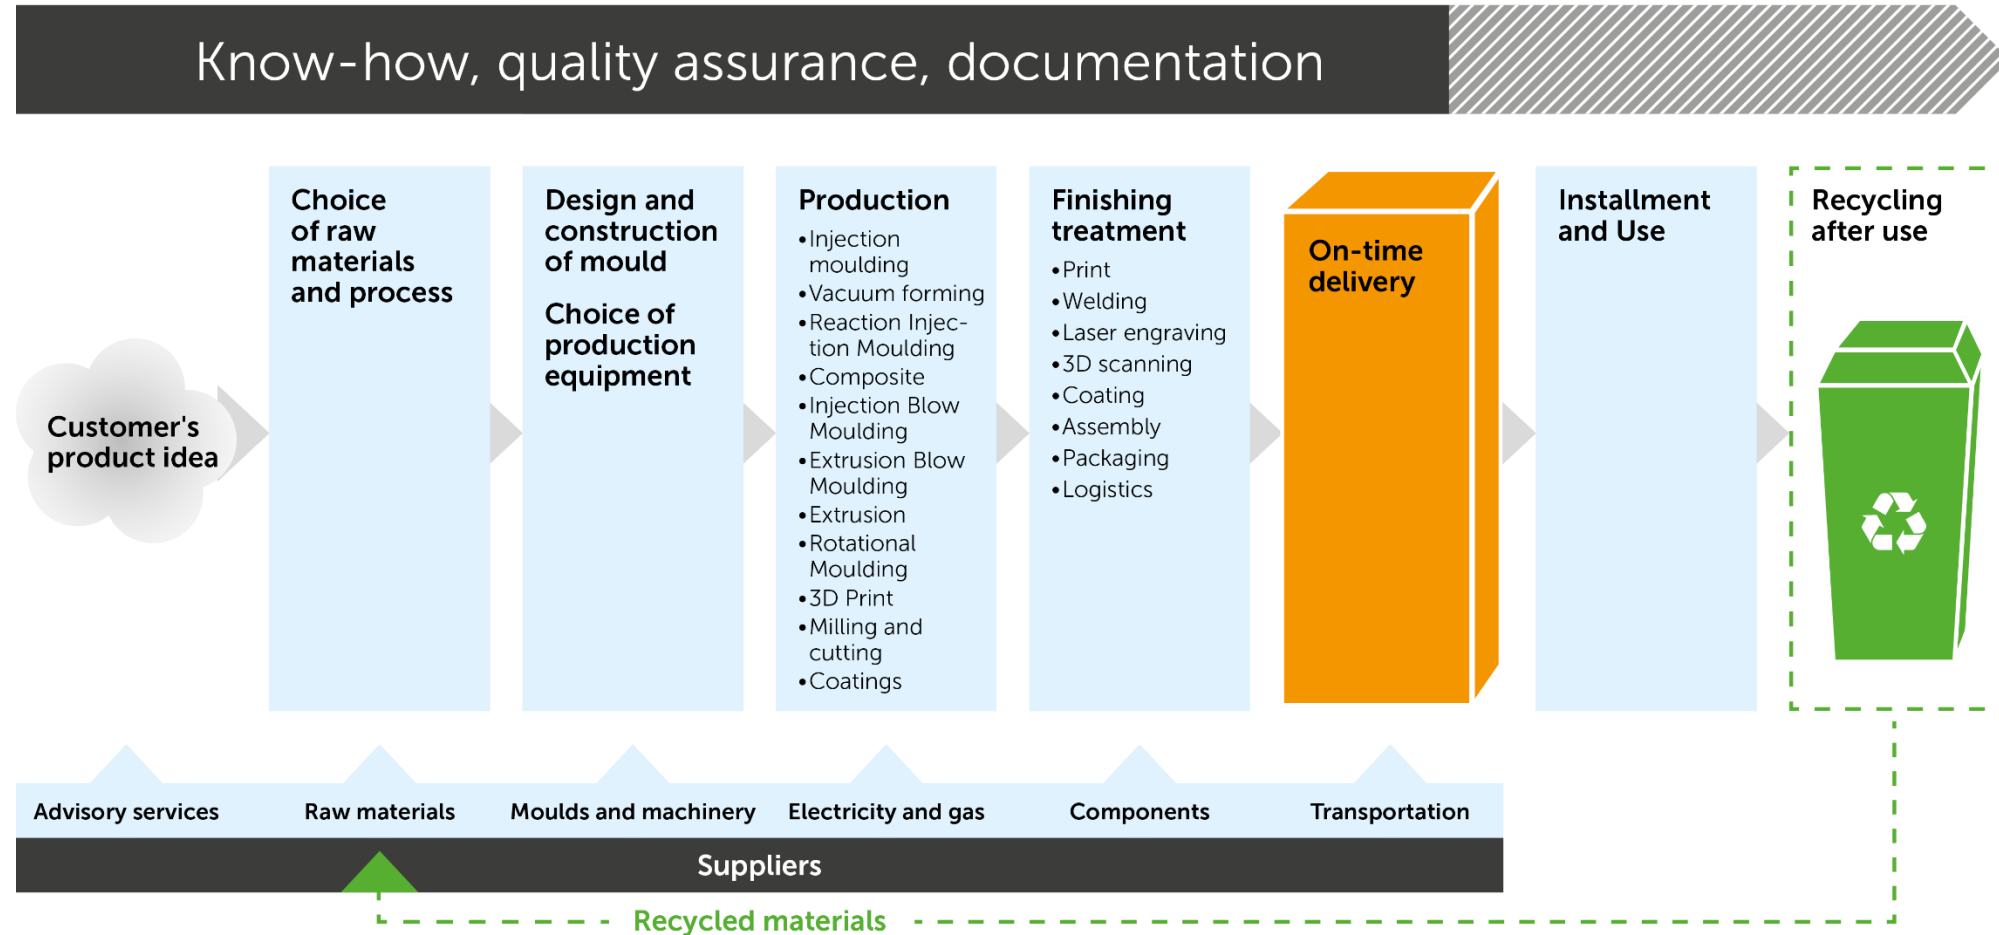 Know-how, quality assurance, documentation
Customer's
product idea
Choice
of raw
materials
and process
Design and
construction
of mould
Choice of
production
equipment
Production
•Injection
moulding
•Vacuum forming
•Reaction Injec-
tion Moulding
•Composite
•Injection Blow
Moulding
•Extrusion Blow
Moulding
•Extrusion
•Rotational
Moulding
•3D Print
•Milling and
cutting
•Coatings
Finishing
treatment
•Print
•Welding
•Laser engraving
•3D scanning
•Coating
•Assembly
•Packaging
•Logistics
On-time
delivery
Installment
and Use
Recycling
after use
Advisory services
Raw materials
Moulds and machinery
Electricity and gas
Components
Transportation
Suppliers
Recycled materials